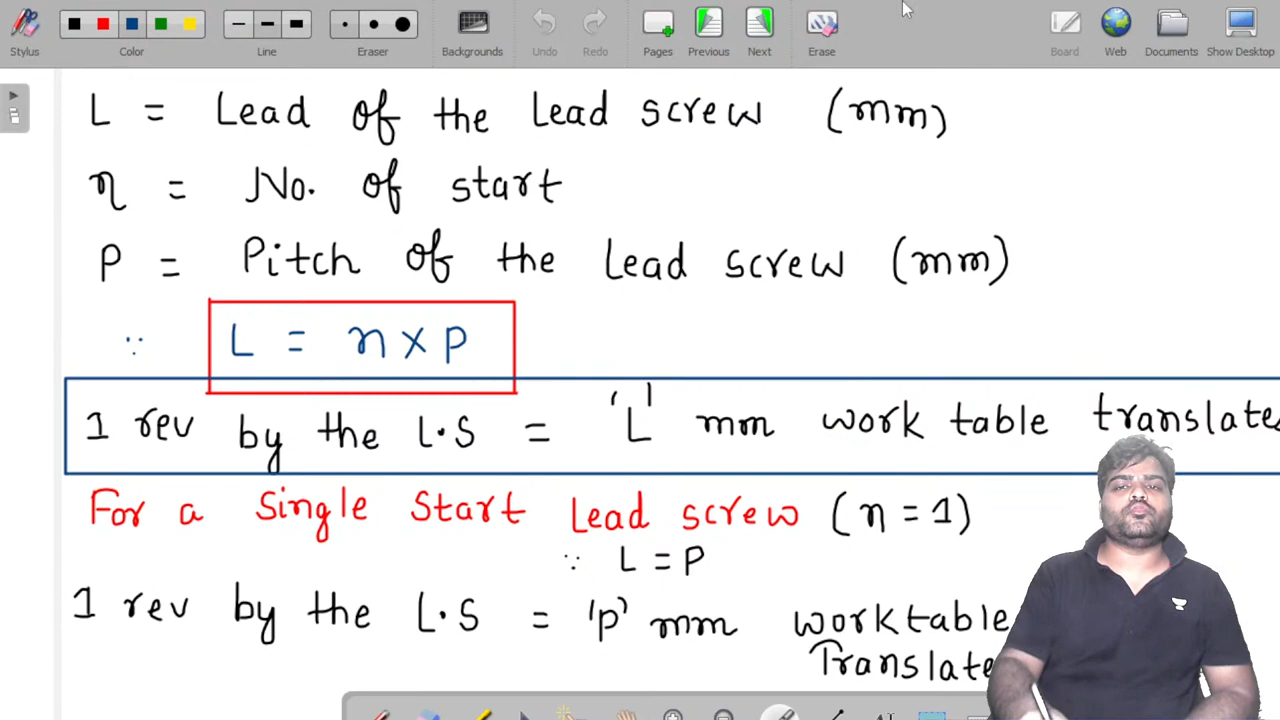 Stylus Color Line Eraser Backgrounds Undo Redo Pages Previous Next Erase Board Web Documents Show Desktop
L = Lead of the Lead screw (mm)
η = No. of start
P = Pitch of the Lead screw (mm)
∵ L = η × P
1 rev by the L.S = 'L' mm work table translates
For a Single Start Lead screw (η = 1)
∵ L = P
1 rev by the L.S = 'P' mm worktable
Translate